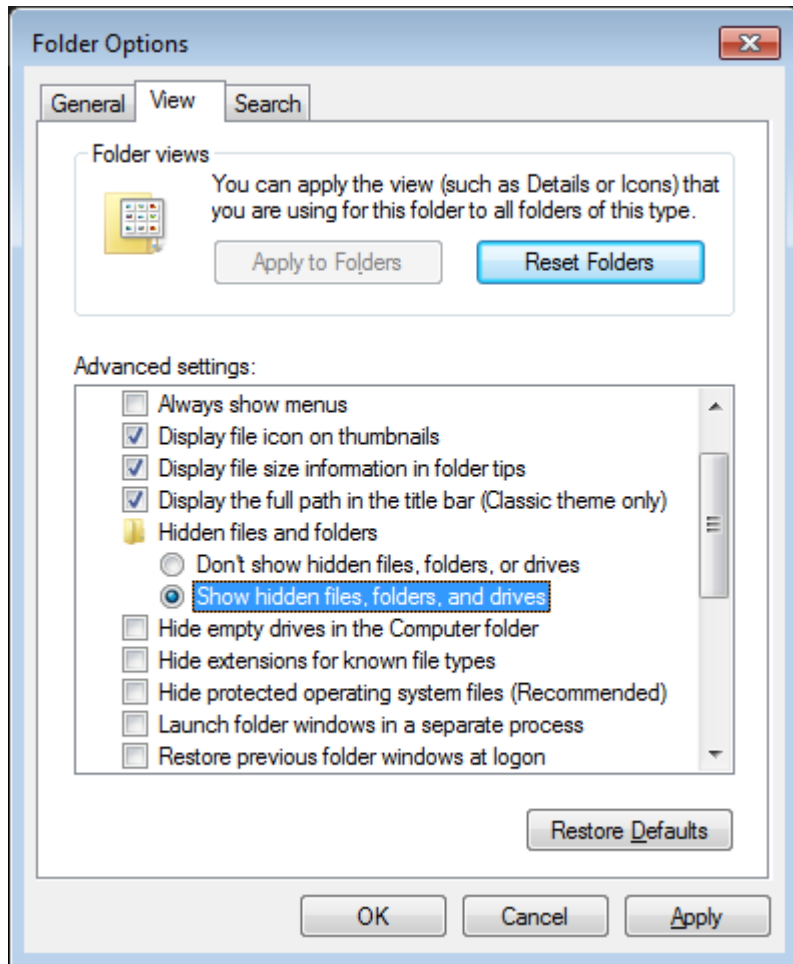 Folder Options
General View Search
Folder views
You can apply the view (such as Details or Icons) that
you are using for this folder to all folders of this type.
Apply to Folders Reset Folders
Advanced settings:
Always show menus
Display file icon on thumbnails
Display file size information in folder tips
Display the full path in the title bar (Classic theme only)
Hidden files and folders
Don't show hidden files, folders, or drives
Show hidden files, folders, and drives
Hide empty drives in the Computer folder
Hide extensions for known file types
Hide protected operating system files (Recommended)
Launch folder windows in a separate process
Restore previous folder windows at logon
Restore Defaults
OK Cancel Apply